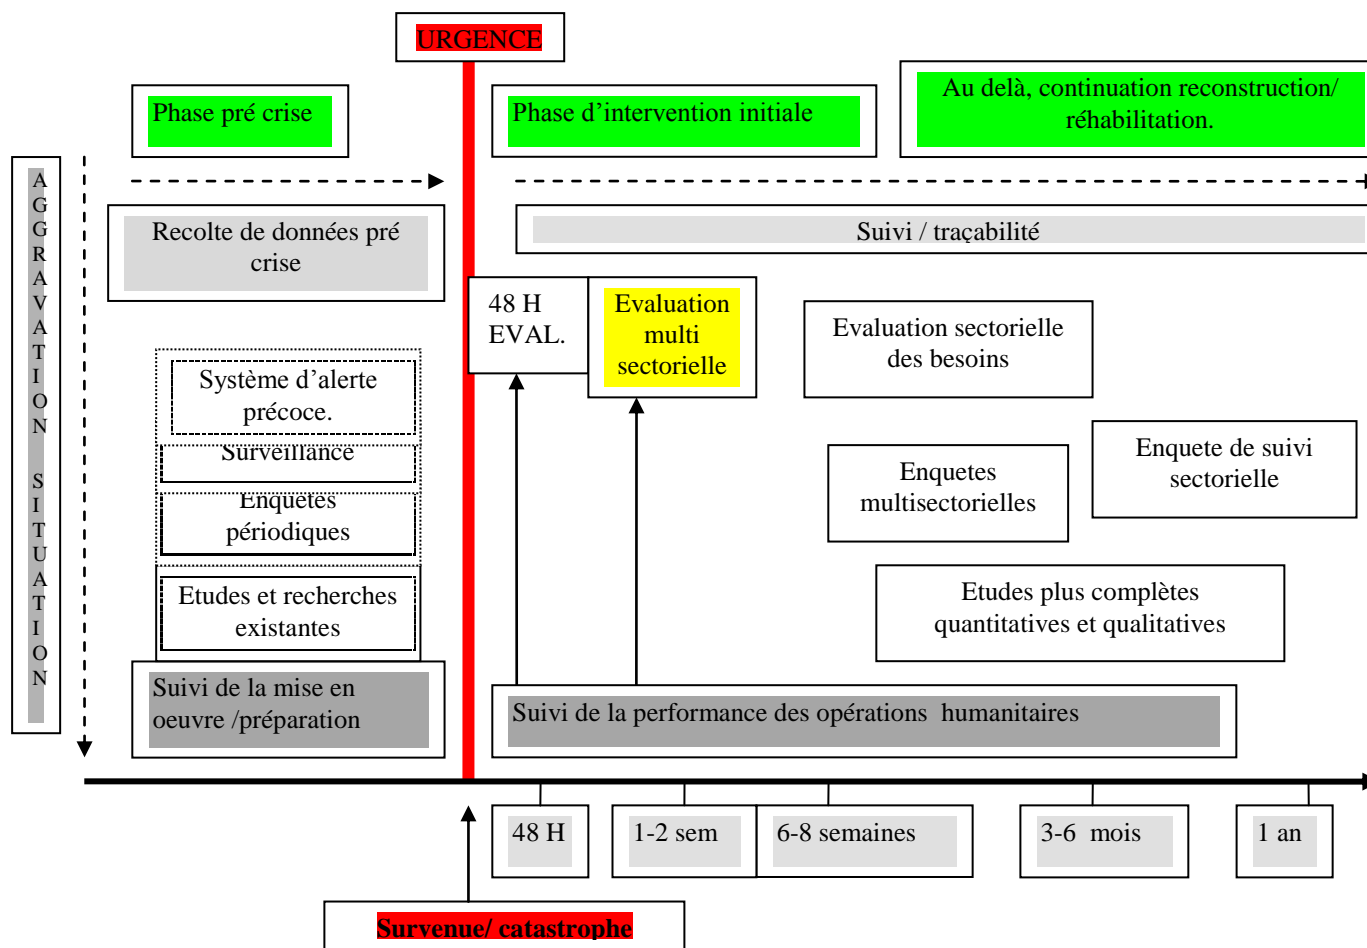 URGENCE
Phase pré crise
Phase d’intervention initiale
Au delà, continuation reconstruction/
réhabilitation.
AGGRAVATION SITUATION
Recolte de données pré
crise
Suivi / traçabilité
48 H
EVAL.
Evaluation
multi
sectorielle
Evaluation sectorielle
des besoins
Système d’alerte
précoce.
Surveillance
Enquêtes
périodiques
Etudes et recherches
existantes
Enquetes
multisectorielles
Enquete de suivi
sectorielle
Etudes plus complètes
quantitatives et qualitatives
Suivi de la mise en
oeuvre /préparation
Suivi de la performance des opérations  humanitaires
48 H
1-2 sem
6-8 semaines
3-6  mois
1 an
Survenue/ catastrophe